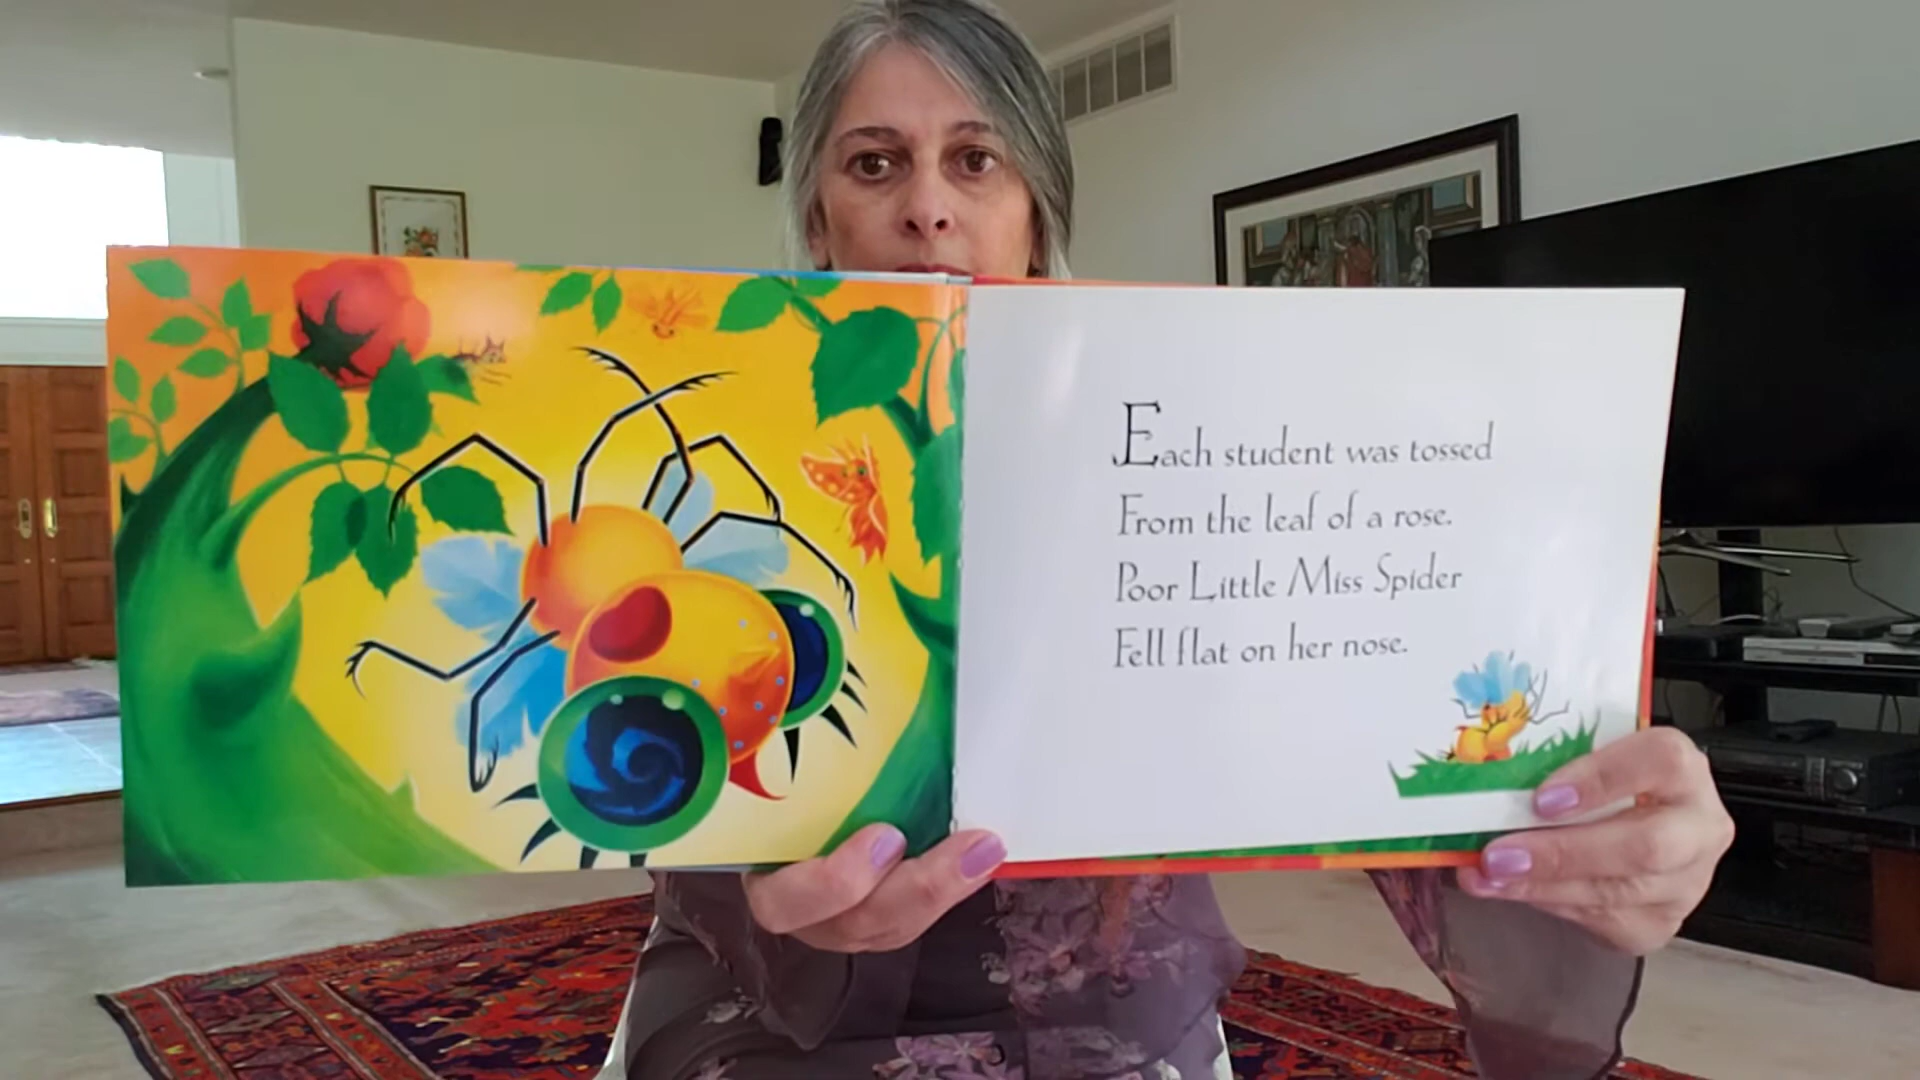 Each student was tossed
From the leaf of a rose.
Poor Little Miss Spider
Fell flat on her nose.